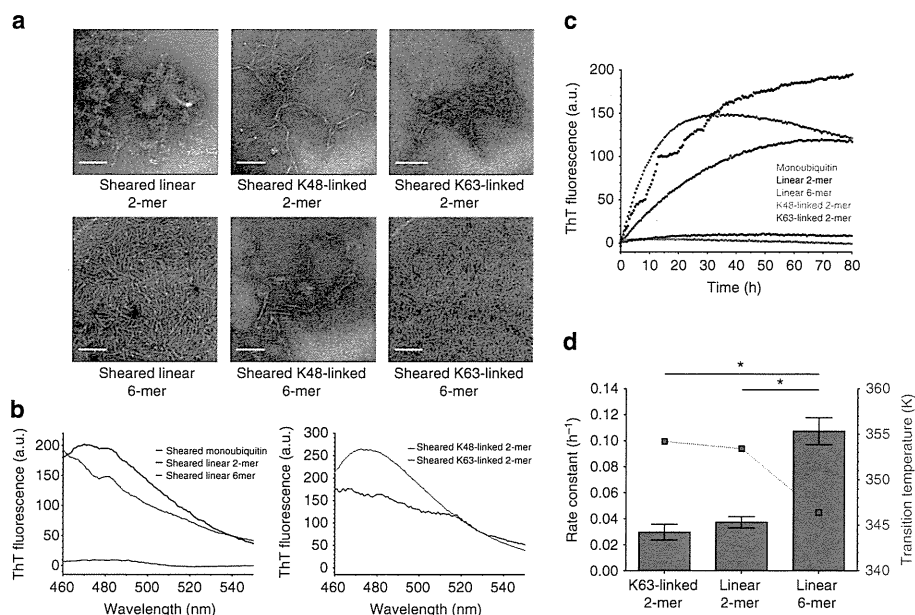 a
Sheared linear
2-mer
Sheared K48-linked
2-mer
Sheared K63-linked
2-mer
Sheared linear
6-mer
Sheared K48-linked
6-mer
Sheared K63-linked
6-mer
b
ThT fluorescence (a.u.)
200
150
100
50
0
460
480
500
520
540
Wavelength (nm)
Sheared monoubiquitin
Sheared linear 2-mer
Sheared linear 6mer
ThT fluorescence (a.u.)
300
250
200
150
100
50
0
460
480
500
520
540
Wavelength (nm)
Sheared K48-linked 2-mer
Sheared K63-linked 2-mer
c
ThT fluorescence (a.u.)
200
150
100
50
0
0
10
20
30
40
50
60
70
80
Time (h)
Monoubiquitin
Linear 2-mer
Linear 6-mer
K48-linked 2-mer
K63-linked 2-mer
d
*
*
Rate constant (h⁻¹)
0.14
0.12
0.10
0.08
0.06
0.04
0.02
0.00
K63-linked
2-mer
Linear
2-mer
Linear
6-mer
360
355
350
345
340
Transition temperature (K)